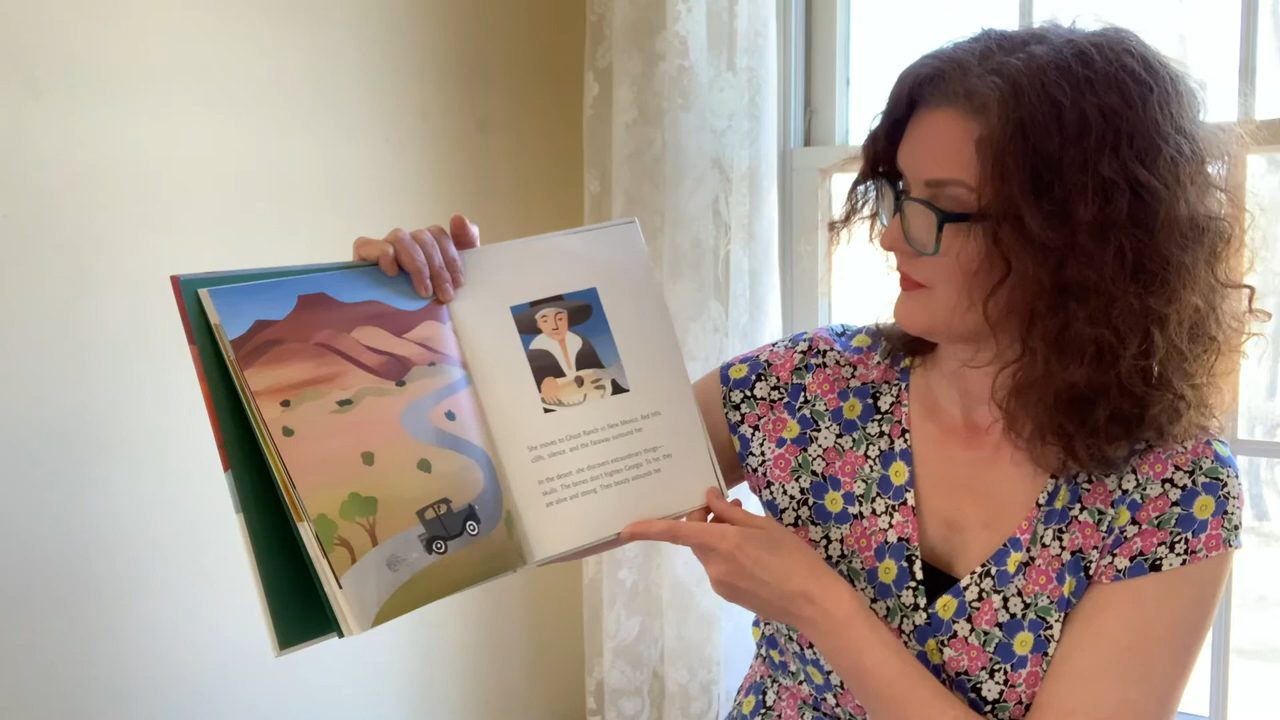 She moves to Ghost Ranch in New Mexico. Red hills,
cliffs, silence, and the Faraway surround her.
In the desert, she discovers extraordinary things—
skulls. The bones don't frighten Georgia. To her, they
are alive and strong. Their beauty astounds her.